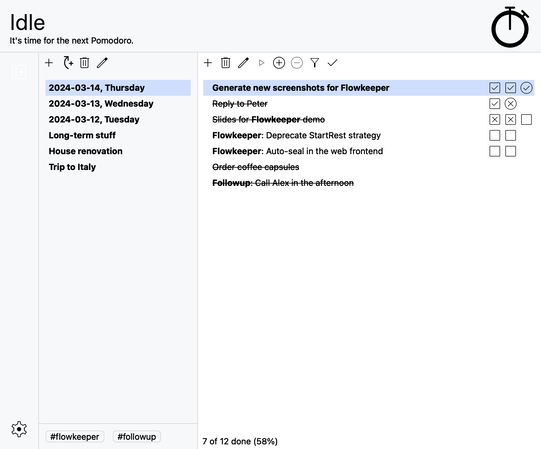 Idle
It's time for the next Pomodoro.
2024-03-14, Thursday
2024-03-13, Wednesday
2024-03-12, Tuesday
Long-term stuff
House renovation
Trip to Italy
#flowkeeper
#followup
Generate new screenshots for Flowkeeper
Reply to Peter
Slides for Flowkeeper demo
Flowkeeper: Deprecate StartRest strategy
Flowkeeper: Auto-seal in the web frontend
Order coffee capsules
Followup: Call Alex in the afternoon
7 of 12 done (58%)